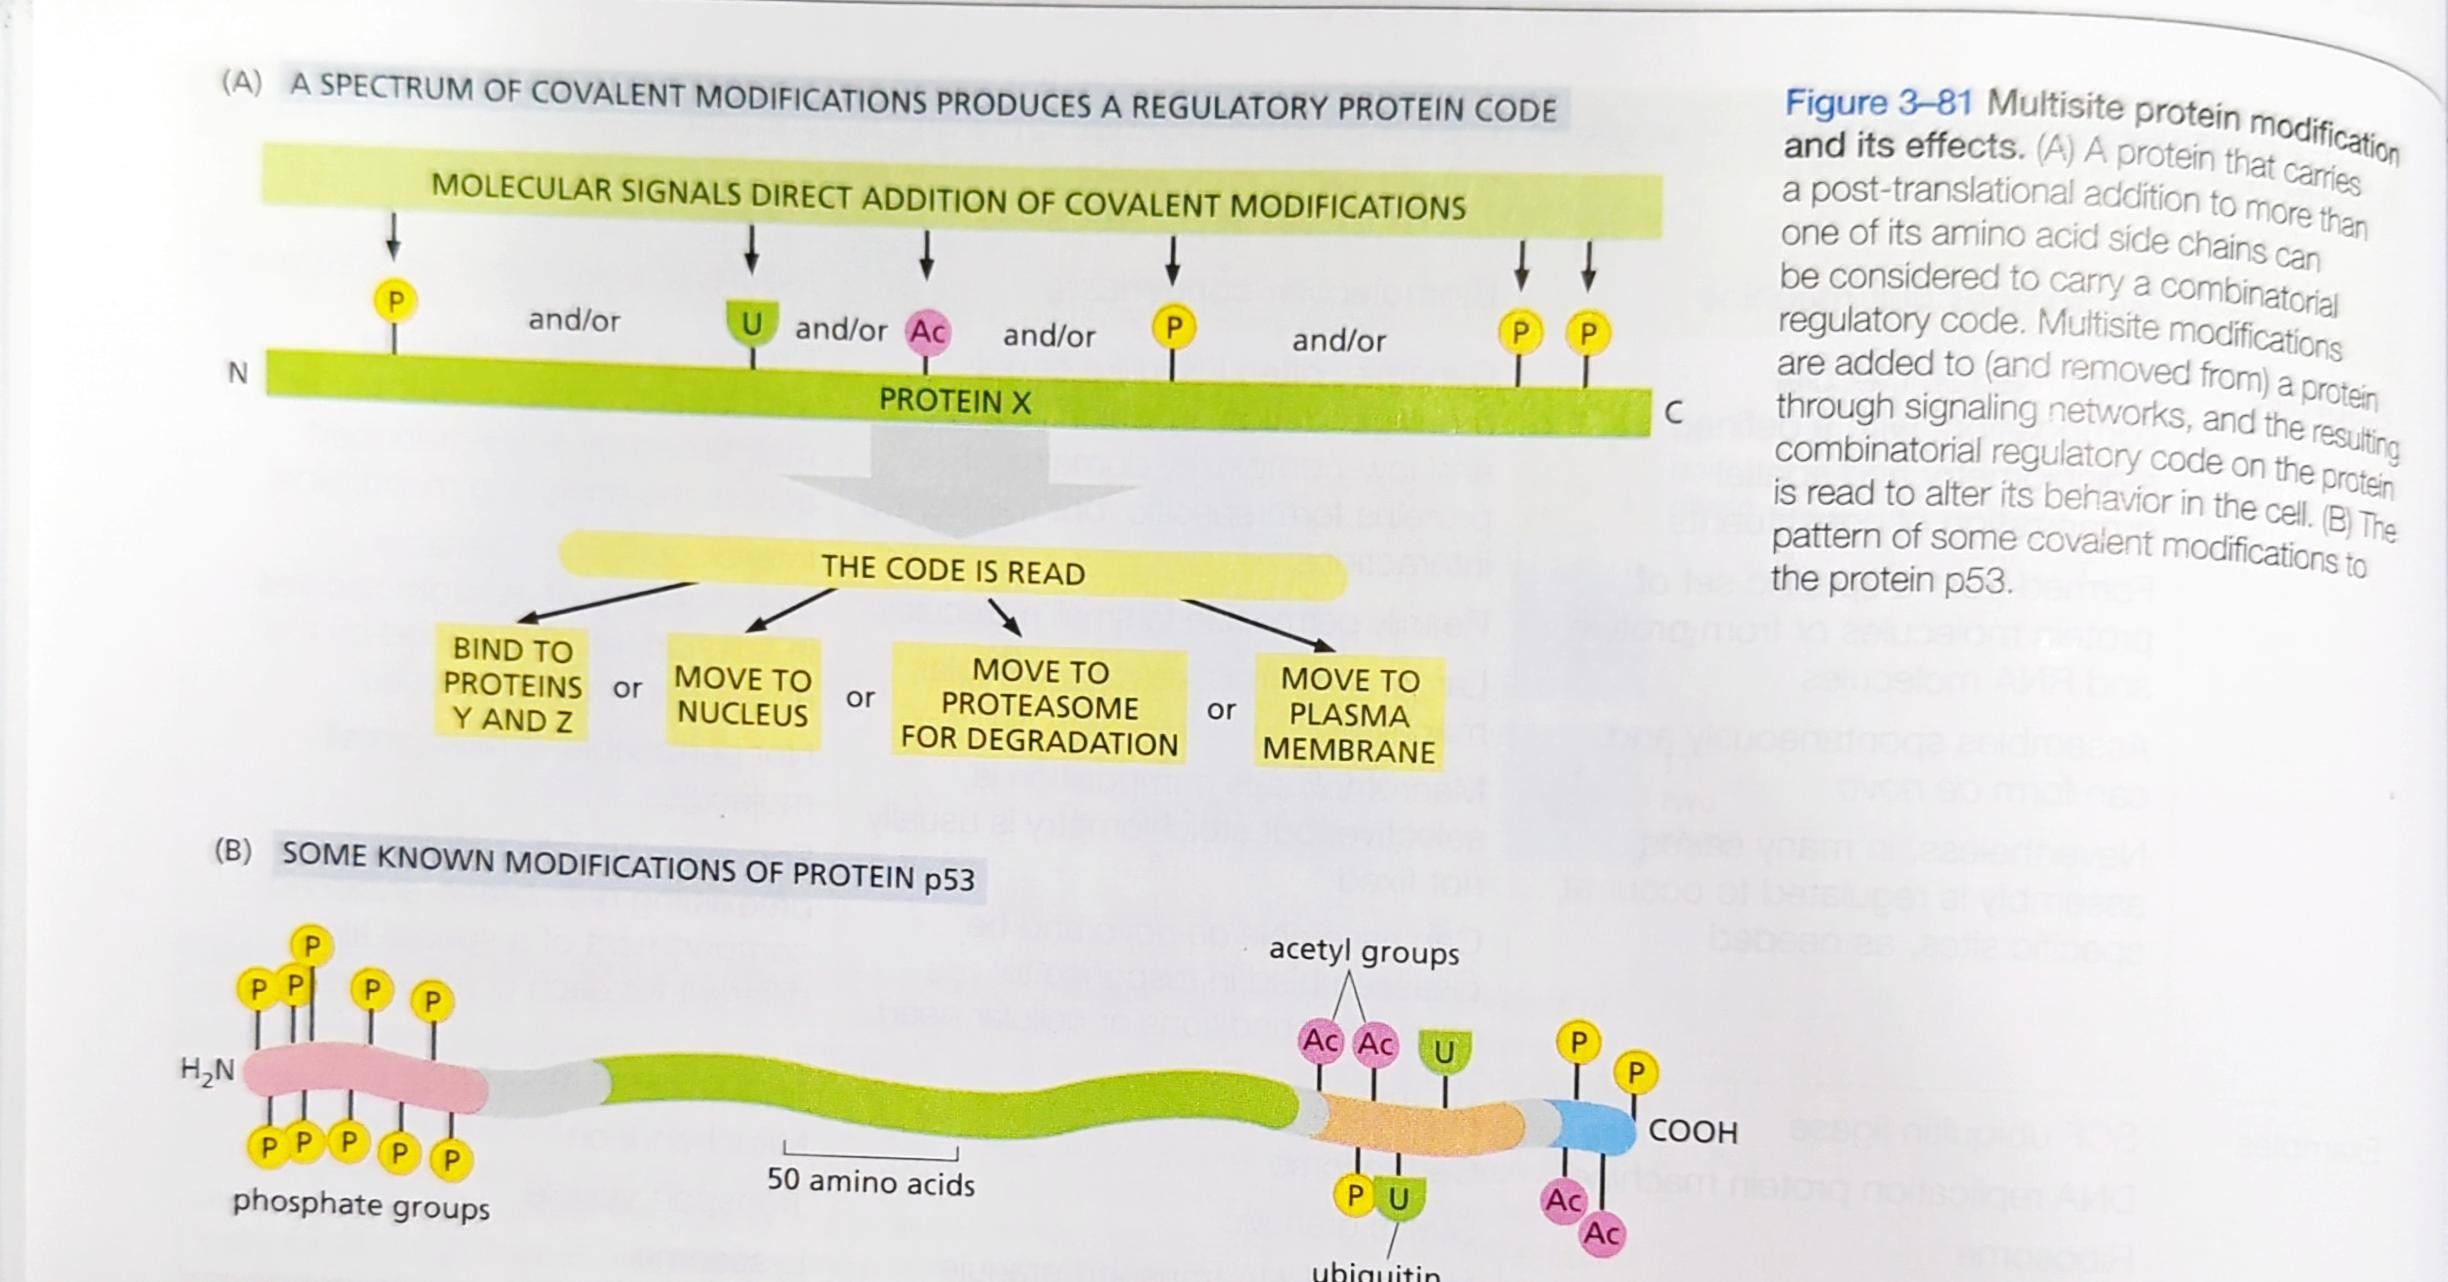 (A) A SPECTRUM OF COVALENT MODIFICATIONS PRODUCES A REGULATORY PROTEIN CODE
MOLECULAR SIGNALS DIRECT ADDITION OF COVALENT MODIFICATIONS
P and/or U and/or Ac and/or P and/or P P
N PROTEIN X C
THE CODE IS READ
BIND TO
PROTEINS
Y AND Z
or
MOVE TO
NUCLEUS
or
MOVE TO
PROTEASOME
FOR DEGRADATION
or
MOVE TO
PLASMA
MEMBRANE
Figure 3–81 Multisite protein modification
and its effects. (A) A protein that carries
a post-translational addition to more than
one of its amino acid side chains can
be considered to carry a combinatorial
regulatory code. Multisite modifications
are added to (and removed from) a protein
through signaling networks, and the resulting
combinatorial regulatory code on the protein
is read to alter its behavior in the cell. (B) The
pattern of some covalent modifications to
the protein p53.
(B) SOME KNOWN MODIFICATIONS OF PROTEIN p53
acetyl groups
P P P P P
Ac Ac U P P
H₂N COOH
P P P P P
P U Ac Ac
50 amino acids
phosphate groups
ubiquitin